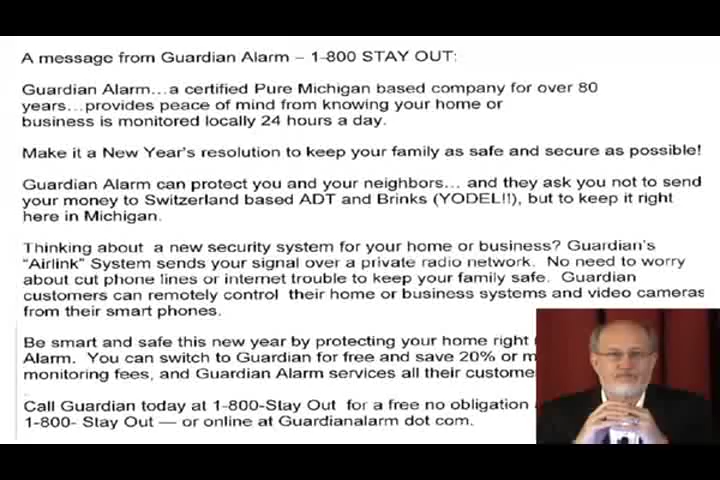 A message from Guardian Alarm – 1-800 STAY OUT:
Guardian Alarm...a certified Pure Michigan based company for over 80
years...provides peace of mind from knowing your home or
business is monitored locally 24 hours a day.
Make it a New Year's resolution to keep your family as safe and secure as possible!
Guardian Alarm can protect you and your neighbors... and they ask you not to send
your money to Switzerland based ADT and Brinks (YODEL!!), but to keep it right
here in Michigan.
Thinking about a new security system for your home or business? Guardian's
"Airlink" System sends your signal over a private radio network. No need to worry
about cut phone lines or internet trouble to keep your family safe. Guardian
customers can remotely control their home or business systems and video cameras
from their smart phones.
Be smart and safe this new year by protecting your home right
Alarm. You can switch to Guardian for free and save 20% or
monitoring fees, and Guardian Alarm services all their
Call Guardian today at 1-800-Stay Out for a free no obligation
1-800- Stay Out — or online at Guardianalarm dot com.